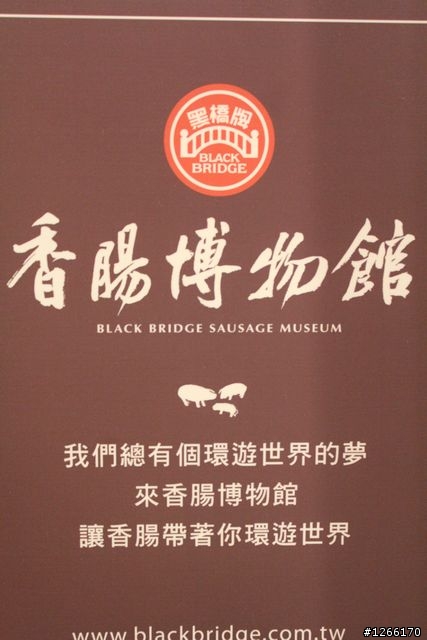 黑橋牌
BLACK
BRIDGE
香腸博物館
BLACK BRIDGE SAUSAGE MUSEUM
我們總有個環遊世界的夢
來香腸博物館
讓香腸帶著你環遊世界
www.blackbridge.com.tw
#1266170